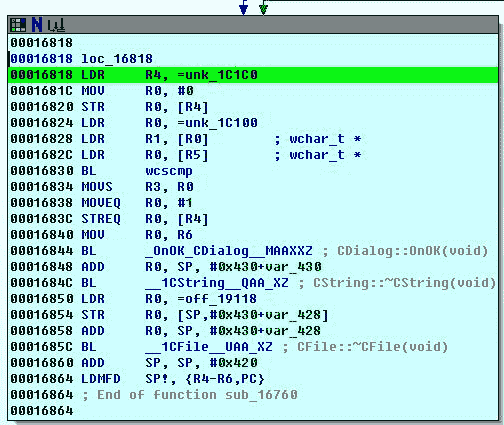 00016818
00016818 loc_16818
00016818 LDR R4, =unk_1C1C0
0001681C MOV R0, #0
00016820 STR R0, [R4]
00016824 LDR R0, =unk_1C100
00016828 LDR R1, [R0] ; wchar_t *
0001682C LDR R0, [R5] ; wchar_t *
00016830 BL wcscmp
00016834 MOVS R3, R0
00016838 MOVEQ R0, #1
0001683C STREQ R0, [R4]
00016840 MOV R0, R6
00016844 BL _OnOK_CDialog__MAAXXZ ; CDialog::OnOK(void)
00016848 ADD R0, SP, #0x430+var_430
0001684C BL __1CString__QAA_XZ ; CString::~CString(void)
00016850 LDR R0, =off_19118
00016854 STR R0, [SP,#0x430+var_428]
00016858 ADD R0, SP, #0x430+var_428
0001685C BL __1CFile__UAA_XZ ; CFile::~CFile(void)
00016860 ADD SP, SP, #0x420
00016864 LDMFD SP!, {R4-R6,PC}
00016864 ; End of function sub_16760
00016864